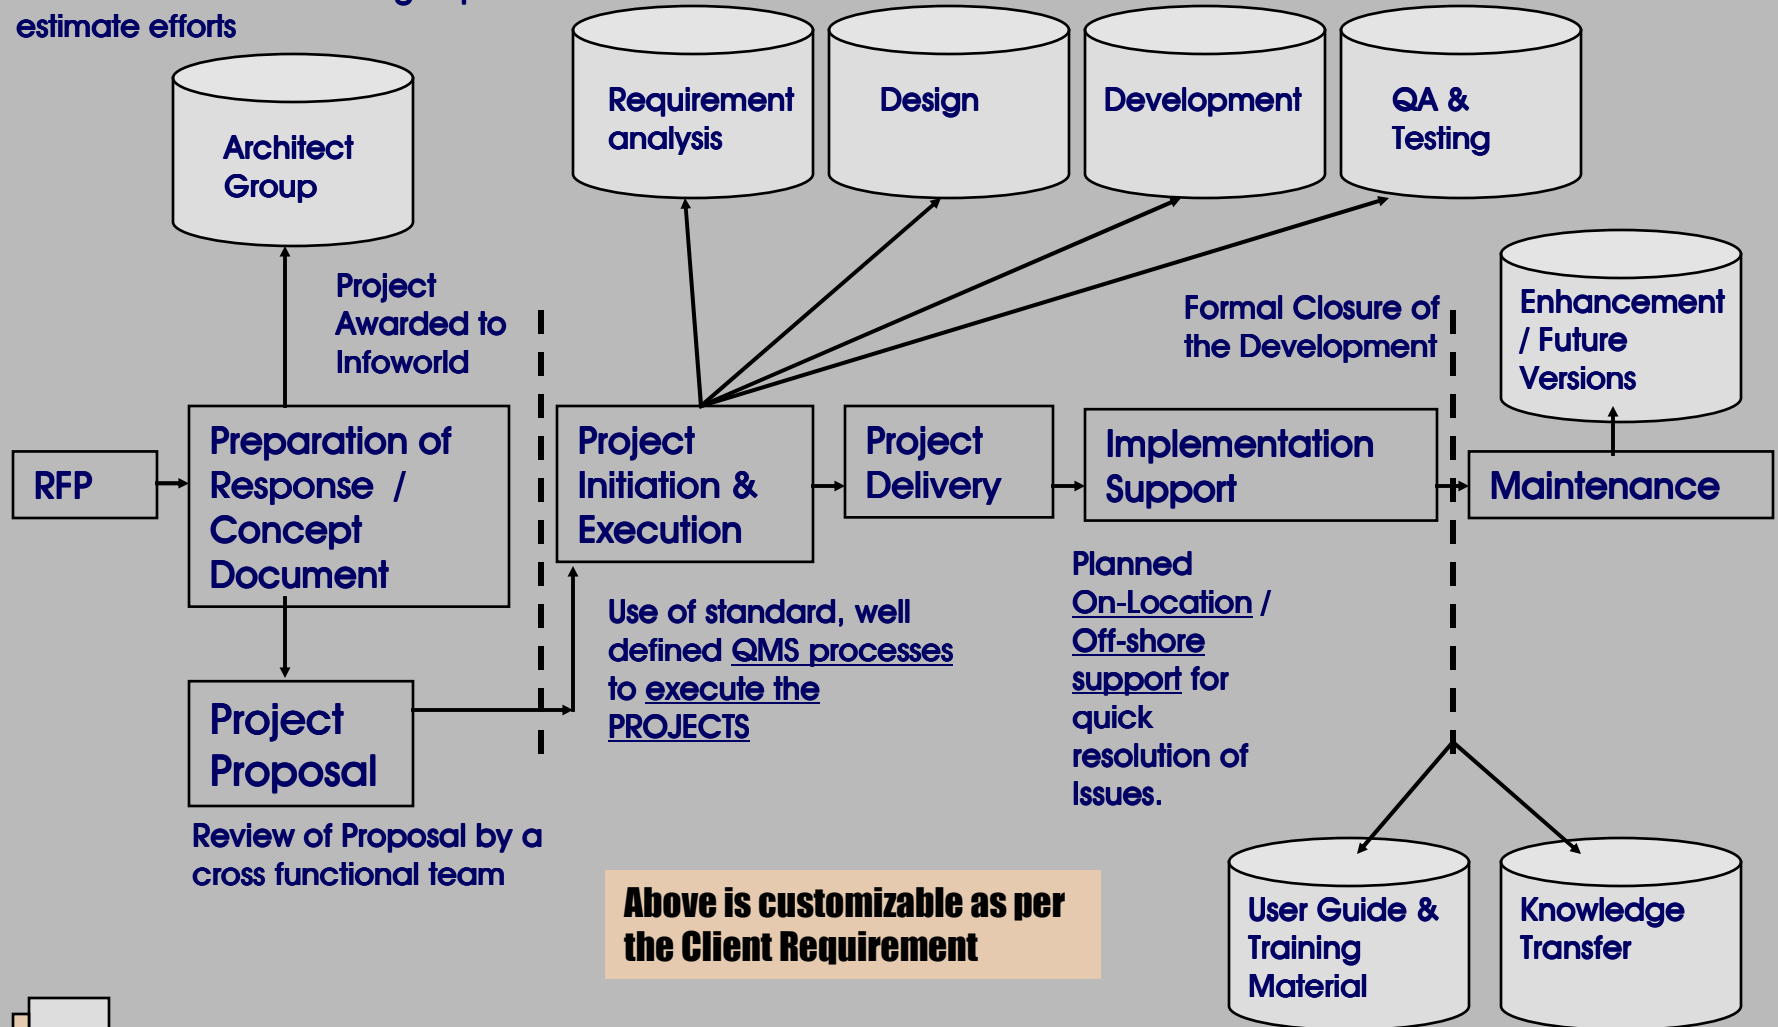 estimate efforts
Architect
Group
Requirement
analysis
Design
Development
QA &
Testing
Project
Awarded to
Infoworld
Formal Closure of
the Development
Enhancement
/ Future
Versions
RFP
Preparation of
Response /
Concept
Document
Project
Initiation &
Execution
Project
Delivery
Implementation
Support
Maintenance
Use of standard, well
defined QMS processes
to execute the
PROJECTS
Planned
On-Location /
Off-shore
support for
quick
resolution of
Issues.
Project
Proposal
Review of Proposal by a
cross functional team
Above is customizable as per
the Client Requirement
User Guide &
Training
Material
Knowledge
Transfer